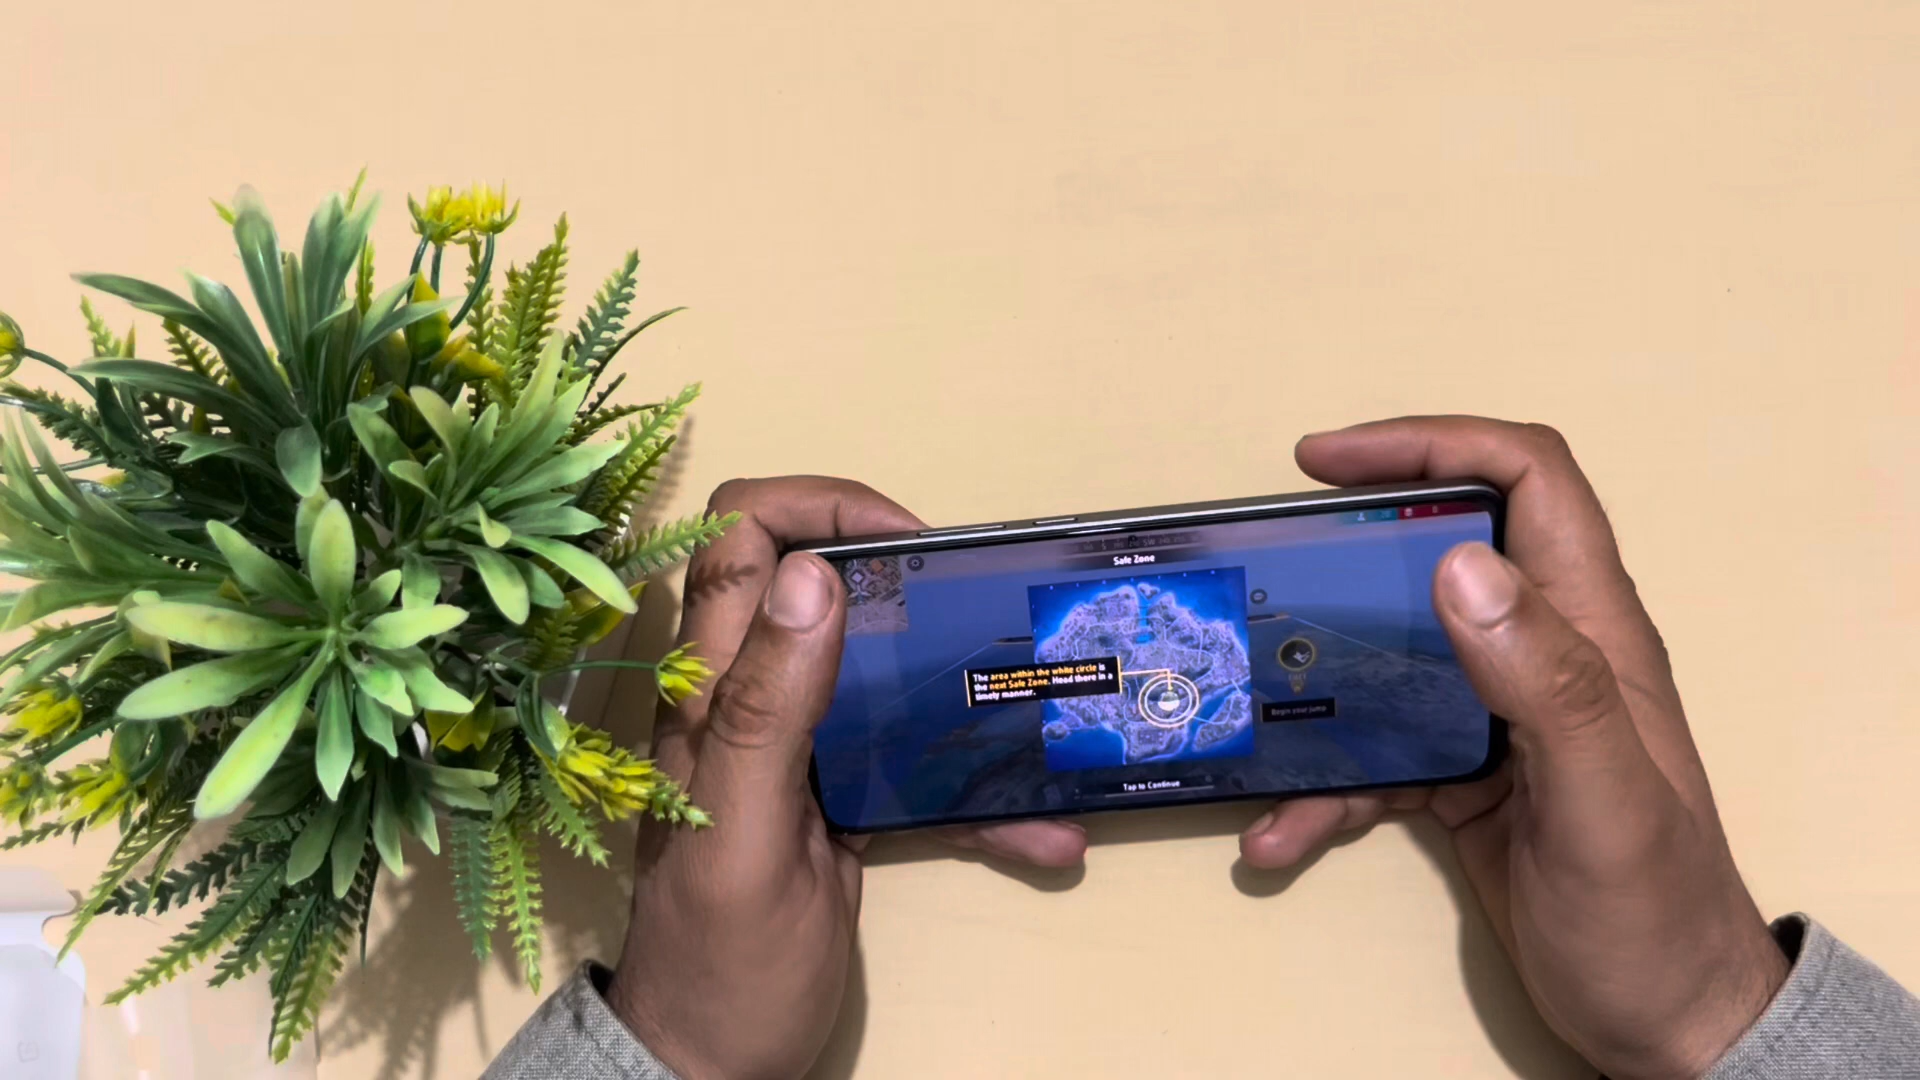 Safe Zone
The area within the white circle is
the next Safe Zone. Head there in a
timely manner.
Begin your jump
Tap to Continue